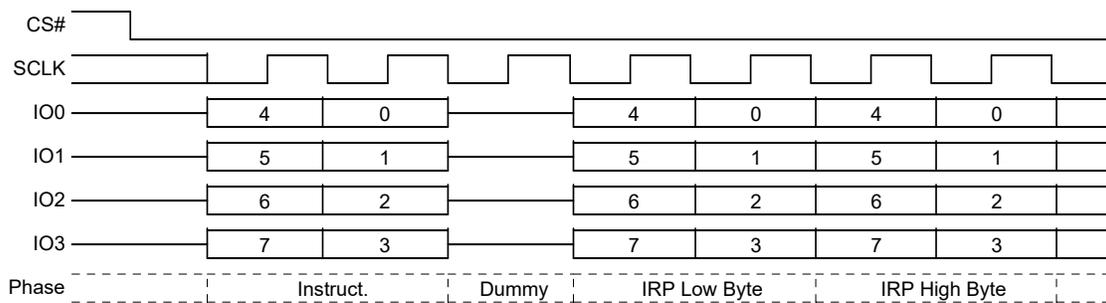 CS#
SCLK
IO0 4 0 4 0 4 0
IO1 5 1 5 1 5 1
IO2 6 2 6 2 6 2
IO3 7 3 7 3 7 3
Phase Instruct. Dummy IRP Low Byte IRP High Byte